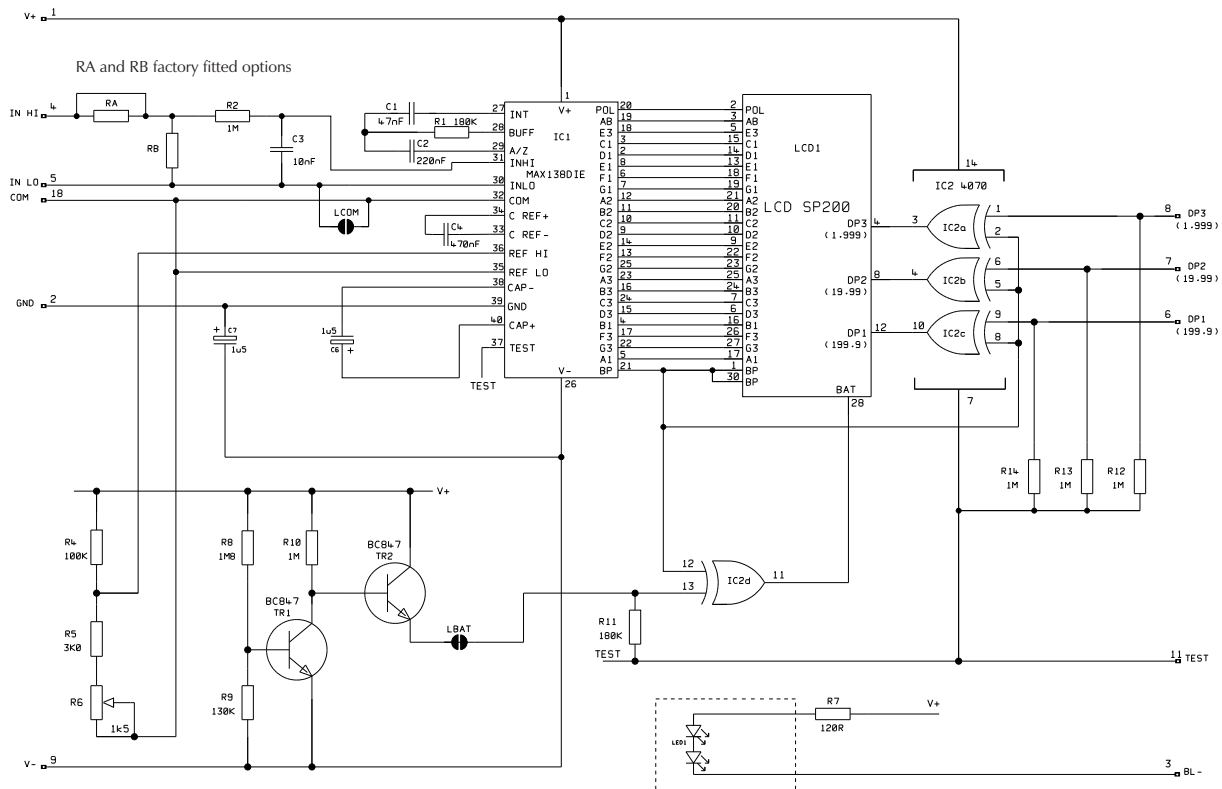 V+ 1
RA and RB factory fitted options
IN HI 4
RA
R2
1M
RB
C3
10nF
IN LO 5
COM 18
LCOM
C1
47nF
R1 180K
C2
220nF
C4
470nF
GND 2
C7
1u5
1u5
C6
TEST
1
V+
IC1
MAX138DIE
27 INT
28 BUFF
29 A/Z
31 INHI
30 INLO
32 COM
34 C REF+
33 C REF-
36 REF HI
35 REF LO
38 CAP-
39 GND
40 CAP+
37 TEST
V-
26
POL 20
AB 19
E3 18
C1 3
D1 2
E1 8
F1 6
G1 7
A2 12
B2 11
C2 10
D2 9
E2 14
F2 13
G2 25
A3 23
B3 16
C3 24
D3 15
B1 4
F3 17
G3 22
A1 5
BP 21
2 POL
3 AB
5 E3
15 C1
14 D1
13 E1
18 F1
19 G1
21 A2
20 B2
11 C2
10 D2
9 E2
22 F2
23 G2
25 A3
24 B3
7 C3
6 D3
16 B1
26 F3
27 G3
17 A1
1 BP
30 BP
LCD1
LCD SP200
DP3 4
(1.999)
DP2 8
(19.99)
DP1 12
(199.9)
BAT
28
14
IC2 4070
3 IC2a 1
2
4 IC2b 6
5
10 IC2c 9
8
7
8 DP3
(1.999)
7 DP2
(19.99)
6 DP1
(199.9)
R14
1M
R13
1M
R12
1M
V+
R4
100K
R5
3K0
R6
1k5
R8
1M8
R10
1M
BC847
TR2
BC847
TR1
R9
130K
LBAT
12
13
IC2d
11
R11
180K
TEST
11 TEST
V- 9
R7
120R
V+
LED1
3
BL-